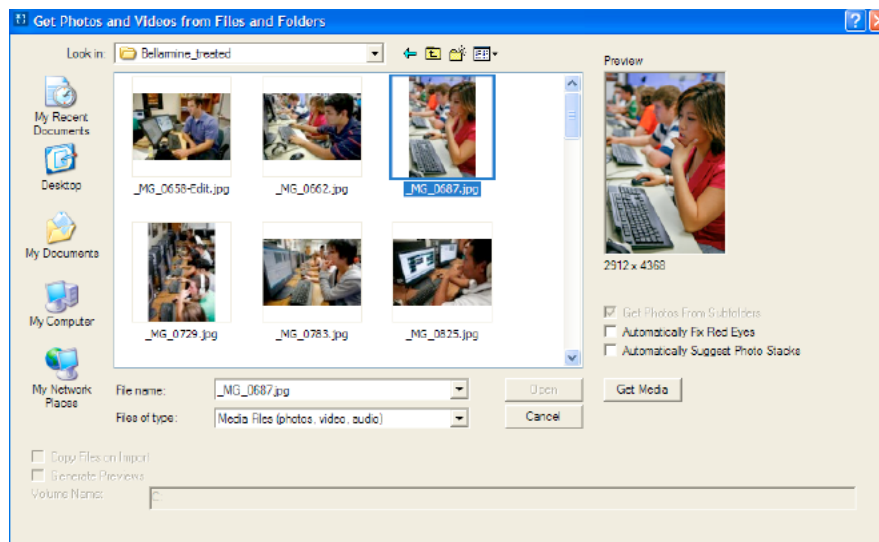 Get Photos and Videos from Files and Folders
Look in: Bellarmine_treated
Preview
My Recent
Documents
Desktop
My Documents
My Computer
My Network
Places
_MG_0658-Edit.jpg
_MG_0662.jpg
_MG_0687.jpg
_MG_0729.jpg
_MG_0783.jpg
_MG_0825.jpg
2912 x 4368
Get Photos From Subfolders
Automatically Fix Red Eyes
Automatically Suggest Photo Stacks
File name: _MG_0687.jpg Open Get Media
Files of type: Media Files (photos, video, audio) Cancel
Copy Files on Import
Generate Previews
Volume Name: C: